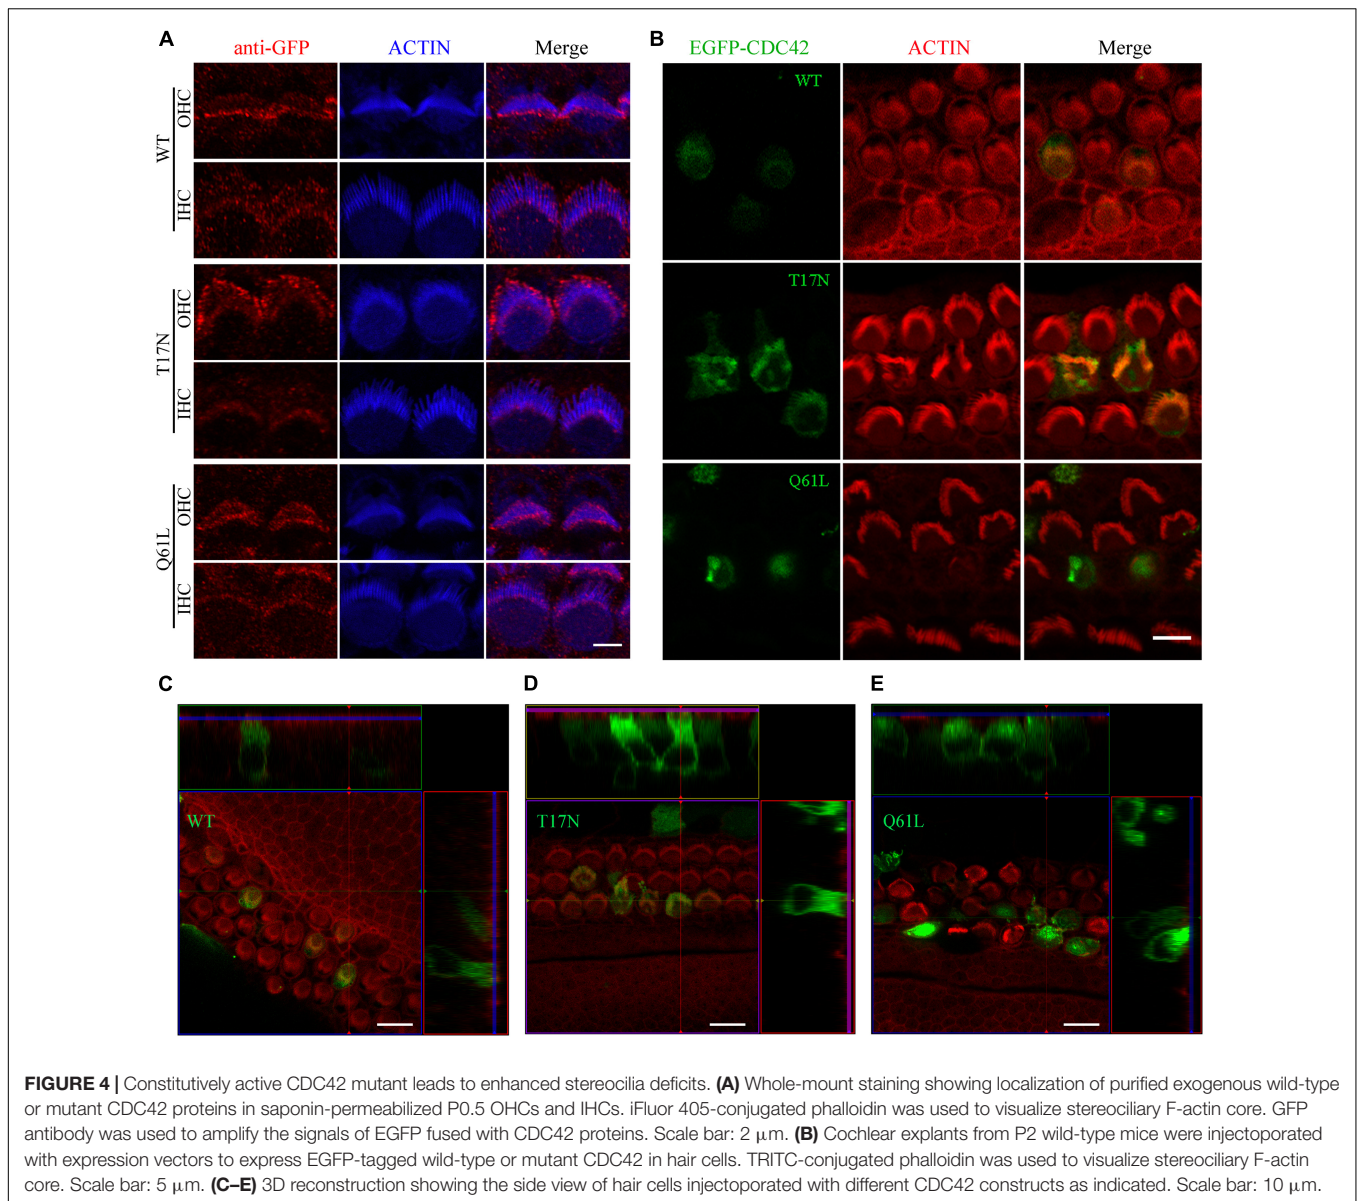 A
anti-GFP ACTIN Merge
WT
OHC
IHC
T17N
OHC
IHC
Q61L
OHC
IHC
B
EGFP-CDC42 ACTIN Merge
WT
T17N
Q61L
C
WT
D
T17N
E
Q61L
FIGURE 4 | Constitutively active CDC42 mutant leads to enhanced stereocilia deficits. (A) Whole-mount staining showing localization of purified exogenous wild-type
or mutant CDC42 proteins in saponin-permeabilized P0.5 OHCs and IHCs. iFluor 405-conjugated phalloidin was used to visualize stereociliary F-actin core. GFP
antibody was used to amplify the signals of EGFP fused with CDC42 proteins. Scale bar: 2 μm. (B) Cochlear explants from P2 wild-type mice were injectoporated
with expression vectors to express EGFP-tagged wild-type or mutant CDC42 in hair cells. TRITC-conjugated phalloidin was used to visualize stereociliary F-actin
core. Scale bar: 5 μm. (C–E) 3D reconstruction showing the side view of hair cells injectoporated with different CDC42 constructs as indicated. Scale bar: 10 μm.